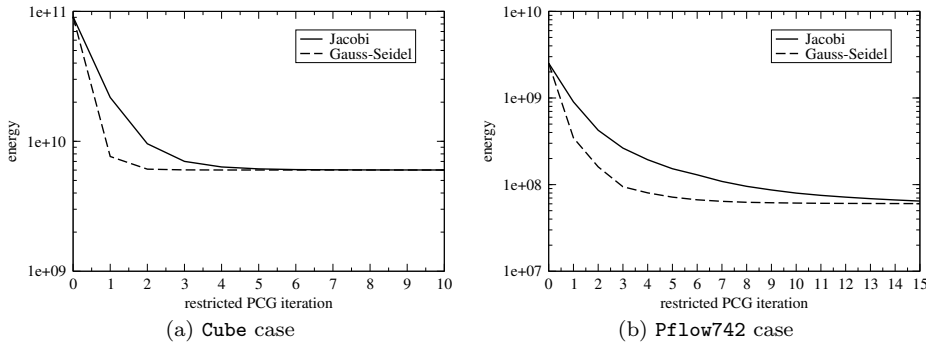 1e+11
1e+10
1e+09
energy
0 1 2 3 4 5 6 7 8 9 10
restricted PCG iteration
Jacobi
Gauss-Seidel
(a) Cube case
1e+10
1e+09
1e+08
1e+07
energy
0 1 2 3 4 5 6 7 8 9 10 11 12 13 14 15
restricted PCG iteration
Jacobi
Gauss-Seidel
(b) Pflow742 case